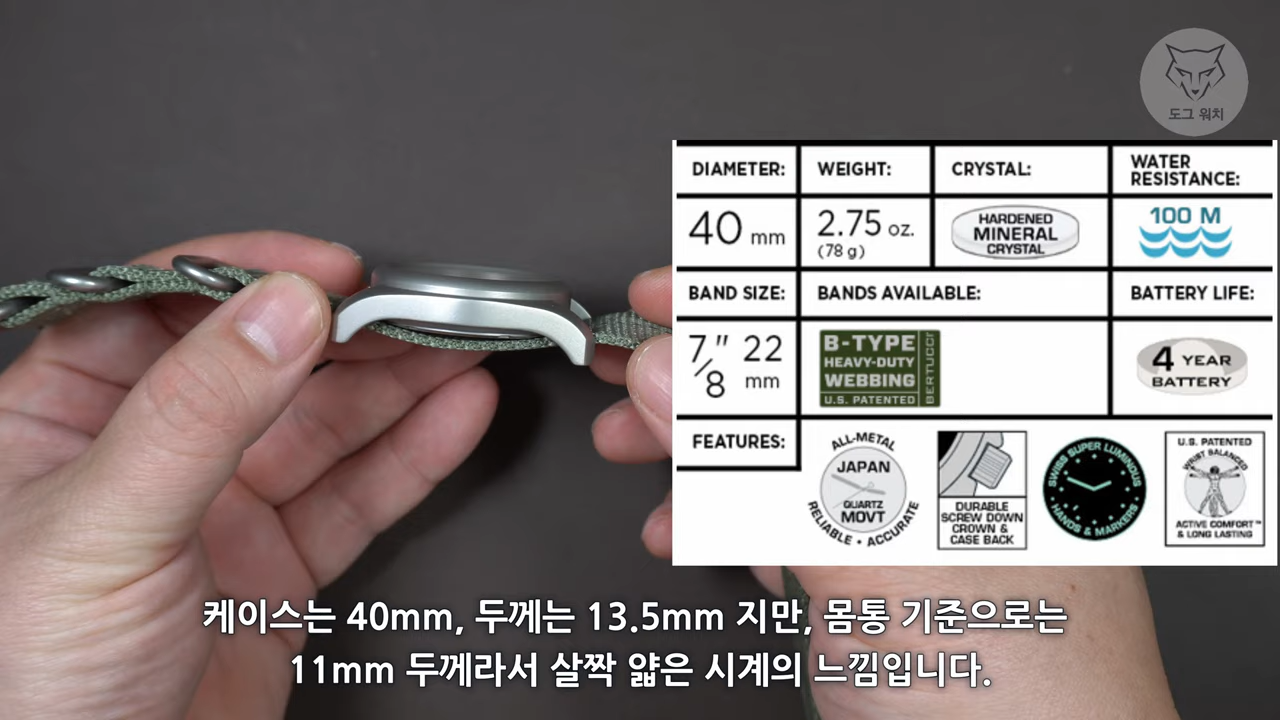 도그 워치
DIAMETER:
WEIGHT:
CRYSTAL:
WATER
RESISTANCE:
40 mm
2.75 oz.
(78 g)
HARDENED
MINERAL
CRYSTAL
100 M
BAND SIZE:
BANDS AVAILABLE:
BATTERY LIFE:
7/8" 22
mm
B-TYPE
HEAVY-DUTY
WEBBING
U.S. PATENTED
BERTUCCI
4 YEAR
BATTERY
FEATURES:
ALL-METAL
JAPAN
QUARTZ
MOVT
RELIABLE • ACCURATE
DURABLE
SCREW DOWN
CROWN &
CASE BACK
SWISS SUPER LUMINOUS
HANDS & MARKERS
U.S. PATENTED
WRIST BALANCED
ACTIVE COMFORT™
& LONG LASTING
케이스는 40mm, 두께는 13.5mm 지만, 몸통 기준으로는
11mm 두께라서 살짝 얇은 시계의 느낌입니다.